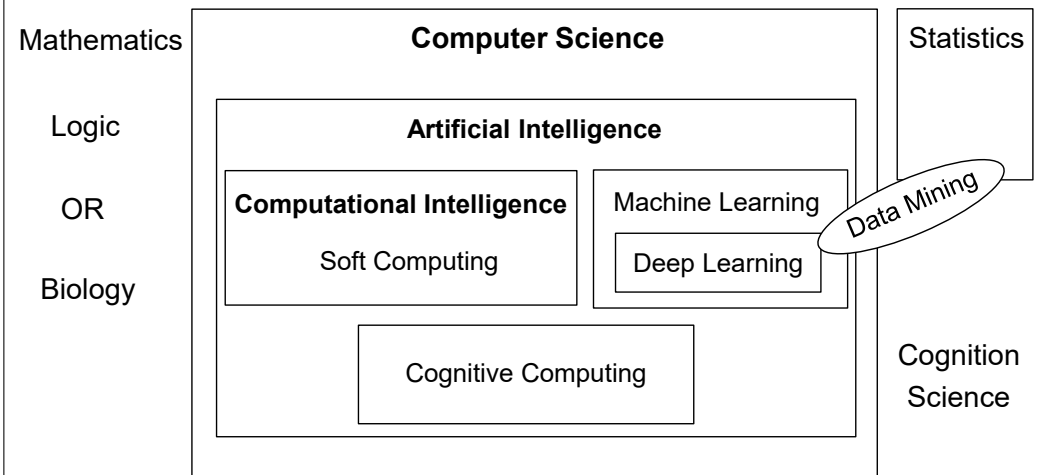 Mathematics
Computer Science
Statistics
Logic
Artificial Intelligence
OR
Computational Intelligence
Machine Learning
Data Mining
Soft Computing
Deep Learning
Biology
Cognitive Computing
Cognition
Science